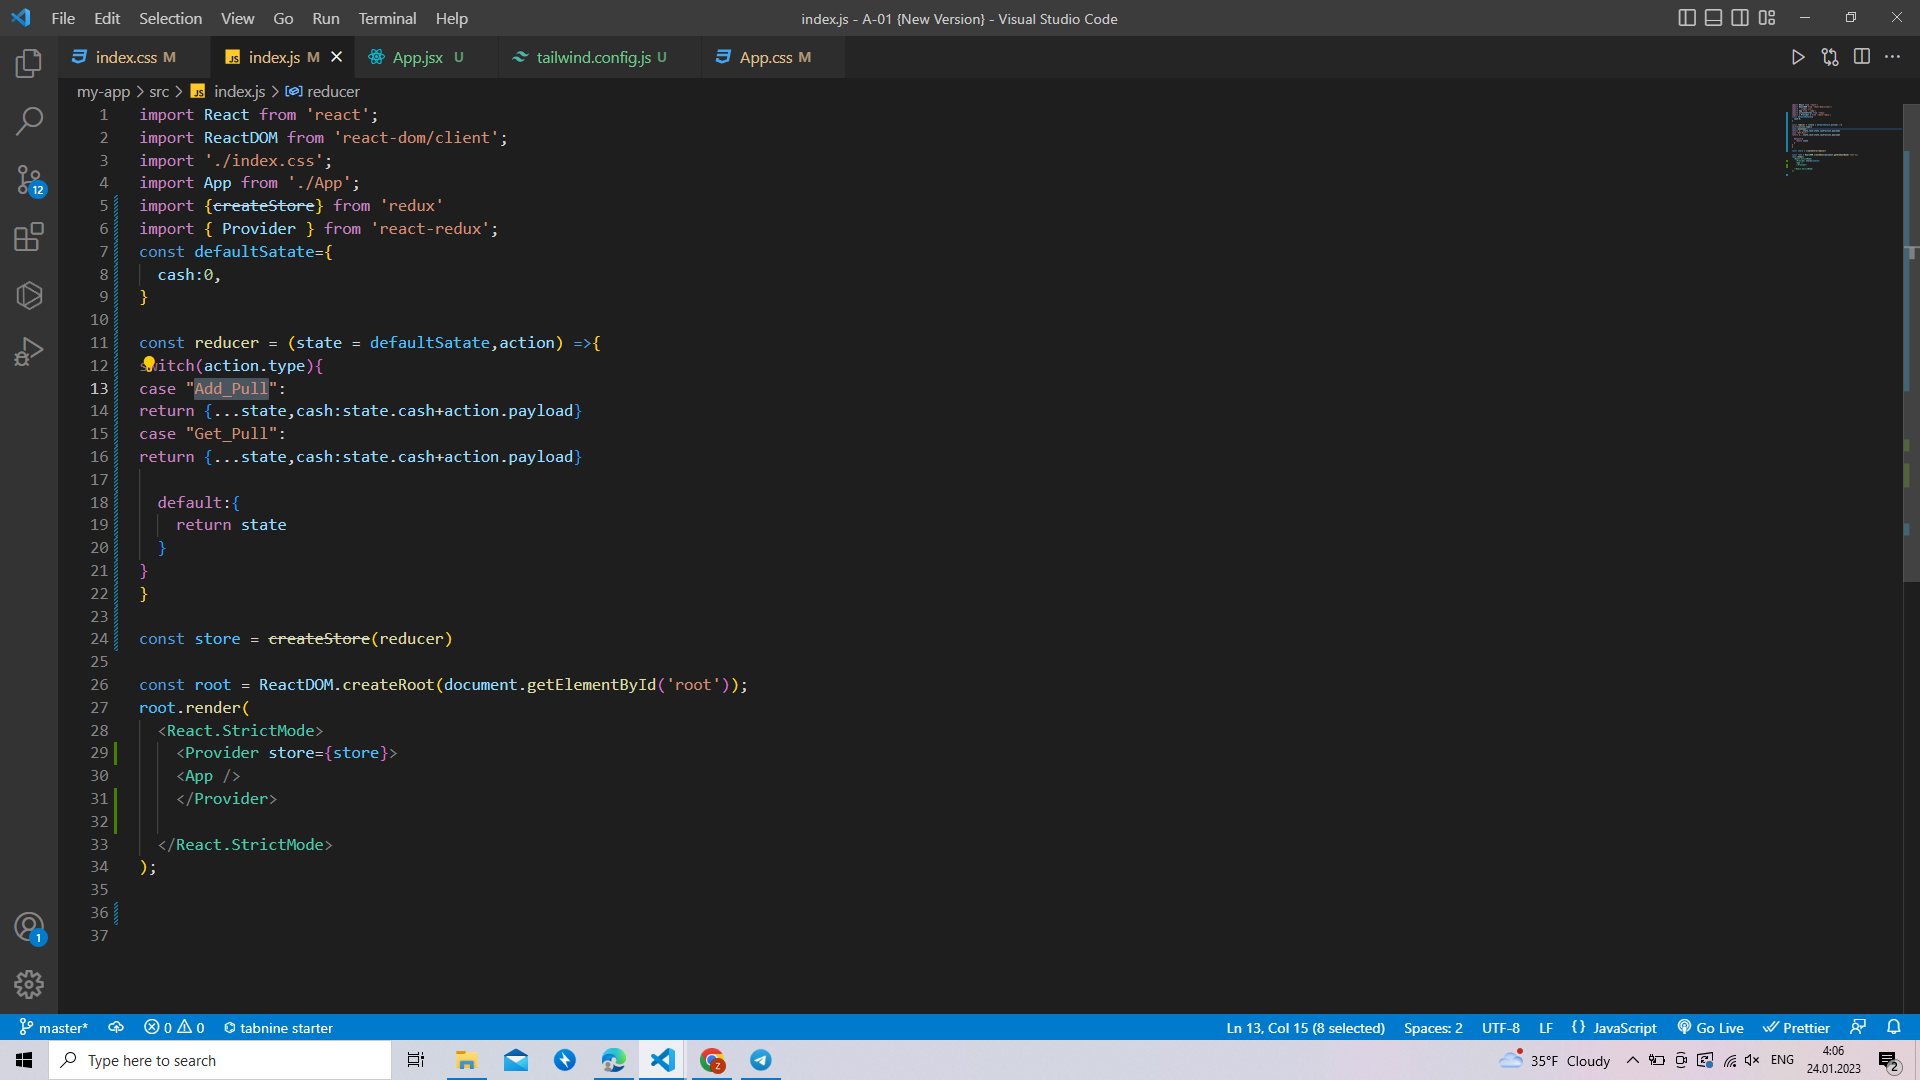 File Edit Selection View Go Run Terminal Help
index.js - A-01 {New Version} - Visual Studio Code
index.css M
JS index.js M
App.jsx U
tailwind.config.js U
App.css M
my-app > src > JS index.js > reducer
1 import React from 'react';
2 import ReactDOM from 'react-dom/client';
3 import './index.css';
4 import App from './App';
5 import {createStore} from 'redux'
6 import { Provider } from 'react-redux';
7 const defaultSatate={
8 cash:0,
9 }
10
11 const reducer = (state = defaultSatate,action) =>{
12 switch(action.type){
13 case "Add_Pull":
14 return {...state,cash:state.cash+action.payload}
15 case "Get_Pull":
16 return {...state,cash:state.cash+action.payload}
17
18 default:{
19 return state
20 }
21 }
22 }
23
24 const store = createStore(reducer)
25
26 const root = ReactDOM.createRoot(document.getElementById('root'));
27 root.render(
28 <React.StrictMode>
29 <Provider store={store}>
30 <App />
31 </Provider>
32
33 </React.StrictMode>
34 );
35
36
37
12
1
master* 0 0 tabnine starter
Ln 13, Col 15 (8 selected) Spaces: 2 UTF-8 LF {} JavaScript Go Live Prettier
Type here to search
Z
35°F Cloudy
ENG
4:06
24.01.2023
2